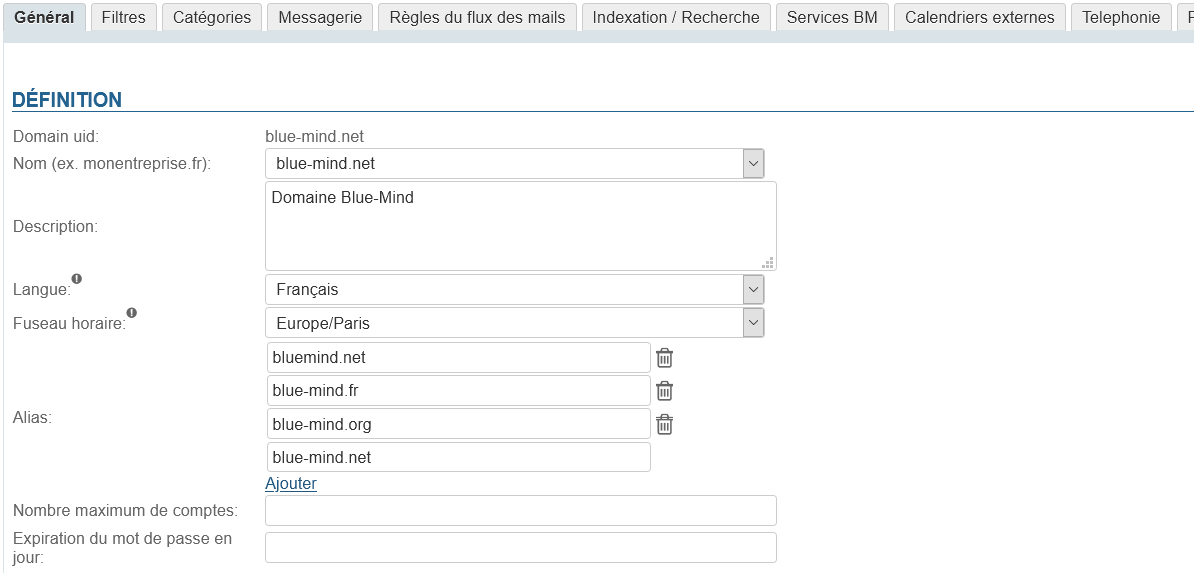 Général Filtres Catégories Messagerie Règles du flux des mails Indexation / Recherche Services BM Calendriers externes Telephonie
DÉFINITION
Domain uid: blue-mind.net
Nom (ex. monentreprise.fr): blue-mind.net
Description: Domaine Blue-Mind
Langue: Français
Fuseau horaire: Europe/Paris
Alias: bluemind.net
blue-mind.fr
blue-mind.org
blue-mind.net
Ajouter
Nombre maximum de comptes:
Expiration du mot de passe en
jour: